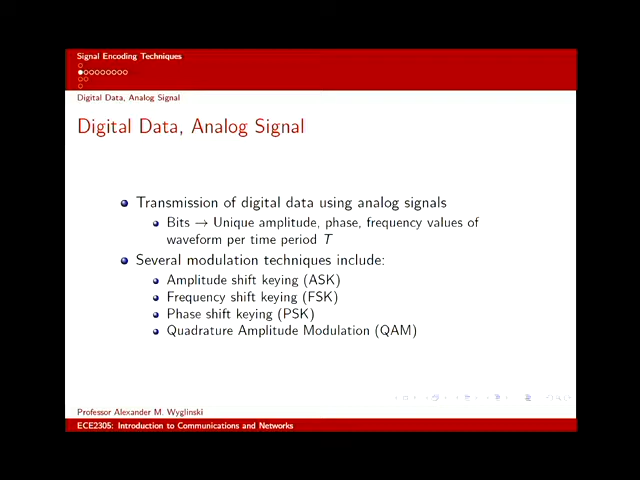 Signal Encoding Techniques
Digital Data, Analog Signal
Digital Data, Analog Signal
Transmission of digital data using analog signals
Bits → Unique amplitude, phase, frequency values of
waveform per time period T
Several modulation techniques include:
Amplitude shift keying (ASK)
Frequency shift keying (FSK)
Phase shift keying (PSK)
Quadrature Amplitude Modulation (QAM)
Professor Alexander M. Wyglinski
ECE2305: Introduction to Communications and Networks